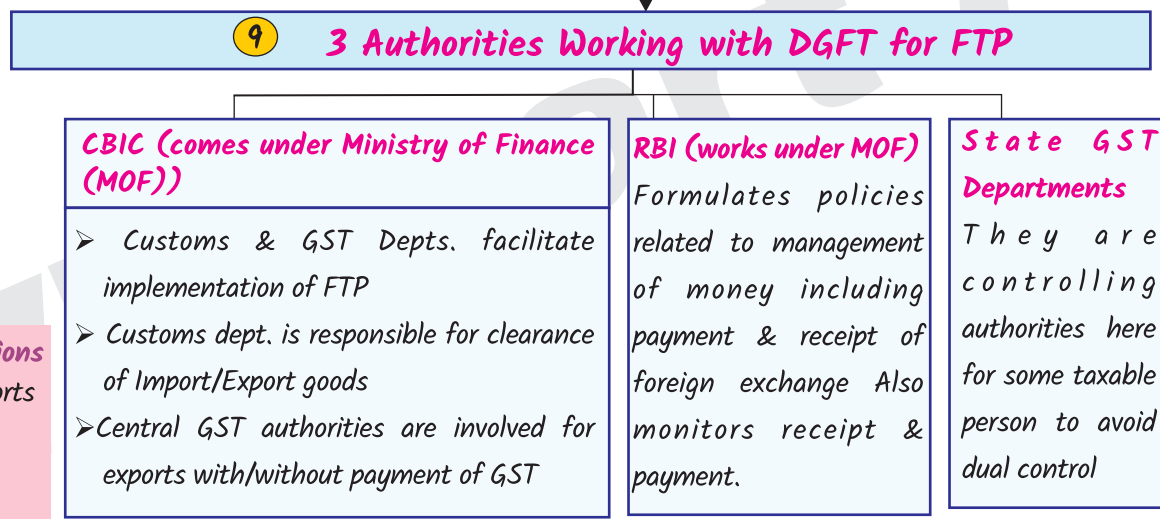 9 3 Authorities Working with DGFT for FTP
CBIC (comes under Ministry of Finance
(MOF))
➢ Customs & GST Depts. facilitate
implementation of FTP
➢ Customs dept. is responsible for clearance
of Import/Export goods
➢Central GST authorities are involved for
exports with/without payment of GST
RBI (works under MOF)
Formulates policies
related to management
of money including
payment & receipt of
foreign exchange Also
monitors receipt &
payment.
State GST
Departments
They are
controlling
authorities here
for some taxable
person to avoid
dual control